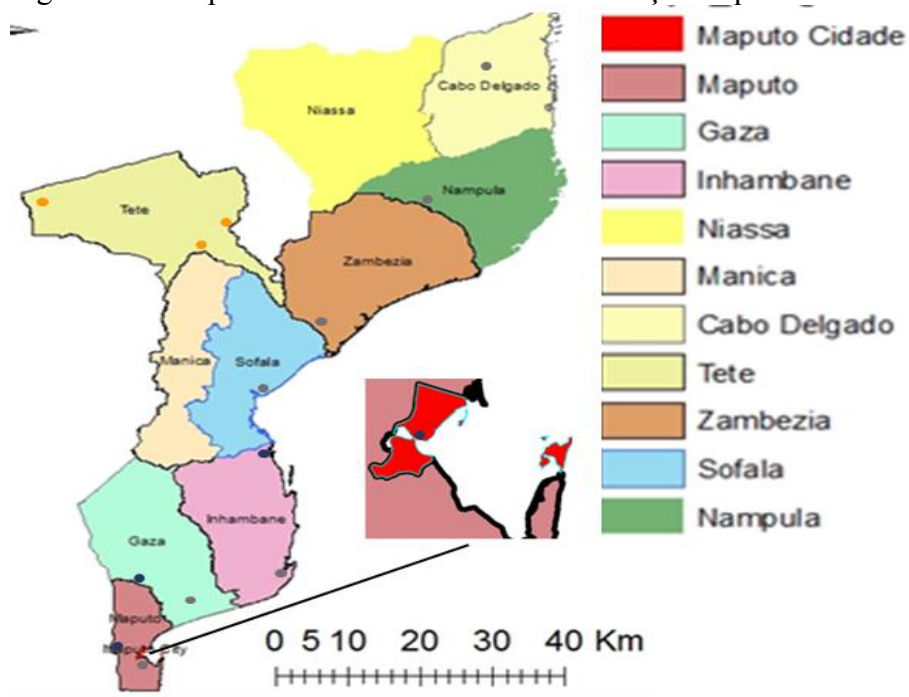 Cabo Delgado
Niassa
Nampula
Tete
Zambezia
Manica
Sofala
Inhambane
Gaza
Maputo
City
0 5 10 20 30 40 Km
Maputo Cidade
Maputo
Gaza
Inhambane
Niassa
Manica
Cabo Delgado
Tete
Zambezia
Sofala
Nampula